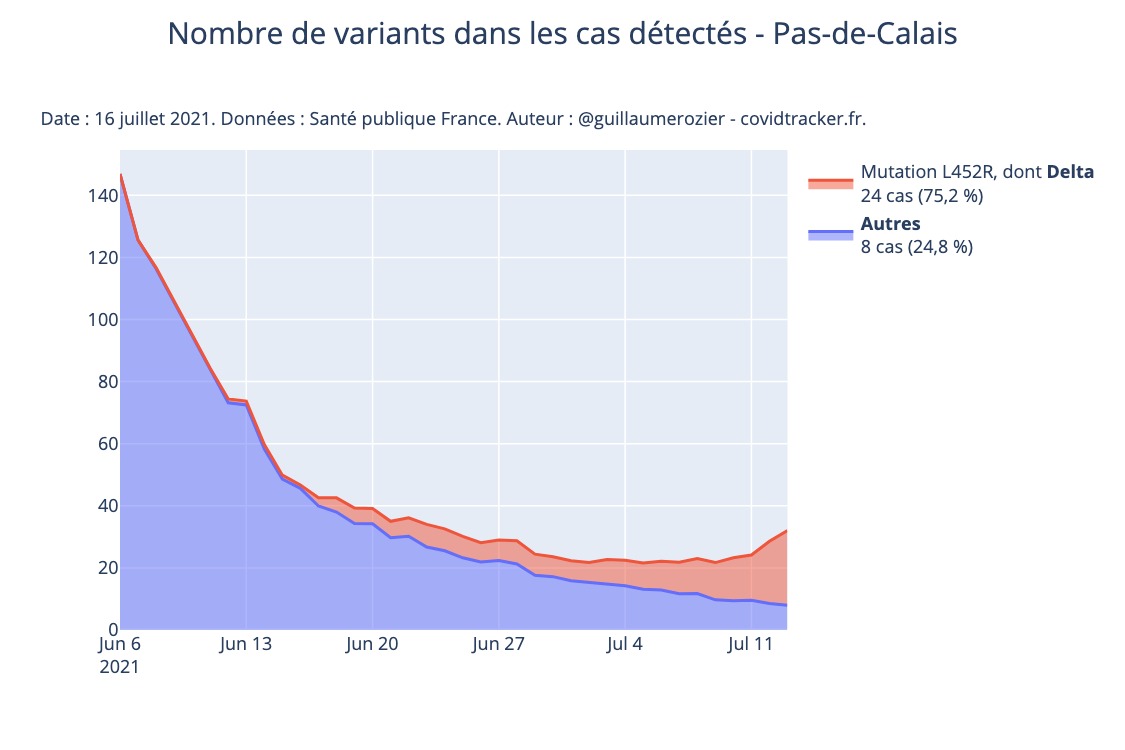 Nombre de variants dans les cas détectés - Pas-de-Calais
Date : 16 juillet 2021. Données : Santé publique France. Auteur : @guillaumerozier - covidtracker.fr.
Mutation L452R, dont Delta
24 cas (75,2 %)
Autres
8 cas (24,8 %)
140
120
100
80
60
40
20
0
Jun 6 Jun 13 Jun 20 Jun 27 Jul 4 Jul 11
2021